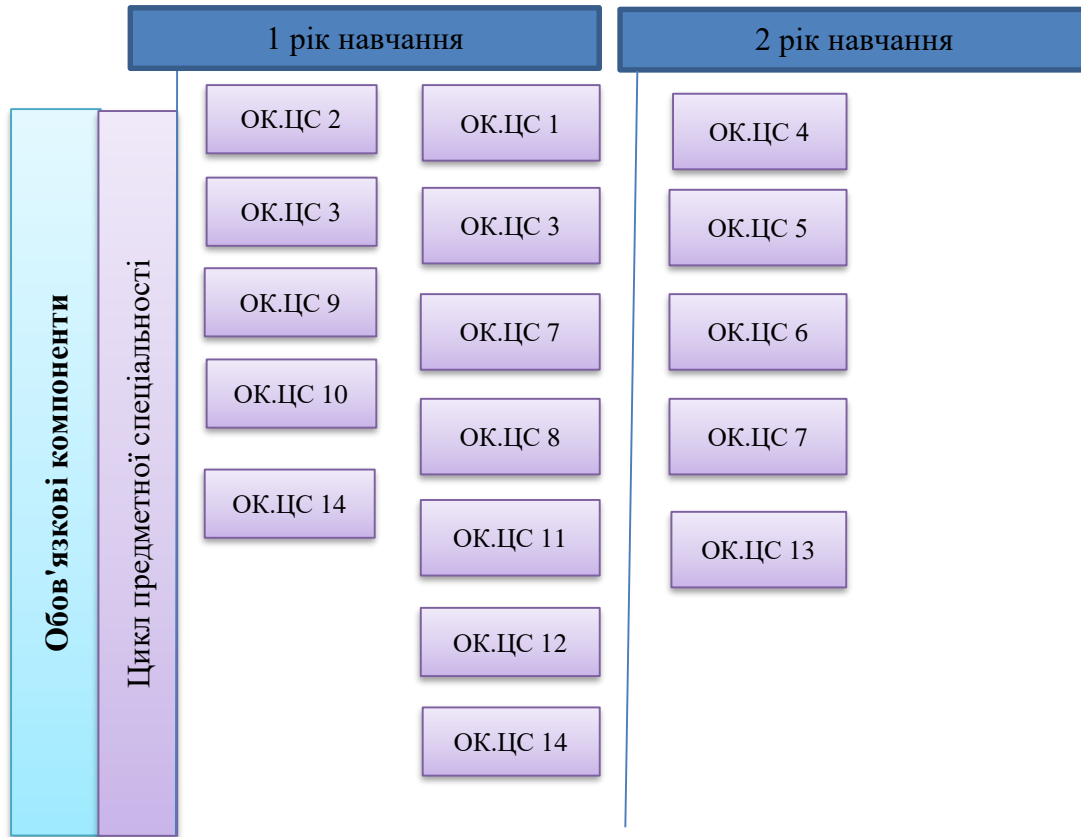 1 рік навчання
2 рік навчання
Обов'язкові компоненти
Цикл предметної спеціальності
ОК.ЦС 2
ОК.ЦС 3
ОК.ЦС 9
ОК.ЦС 10
ОК.ЦС 14
ОК.ЦС 1
ОК.ЦС 3
ОК.ЦС 7
ОК.ЦС 8
ОК.ЦС 11
ОК.ЦС 12
ОК.ЦС 14
ОК.ЦС 4
ОК.ЦС 5
ОК.ЦС 6
ОК.ЦС 7
ОК.ЦС 13